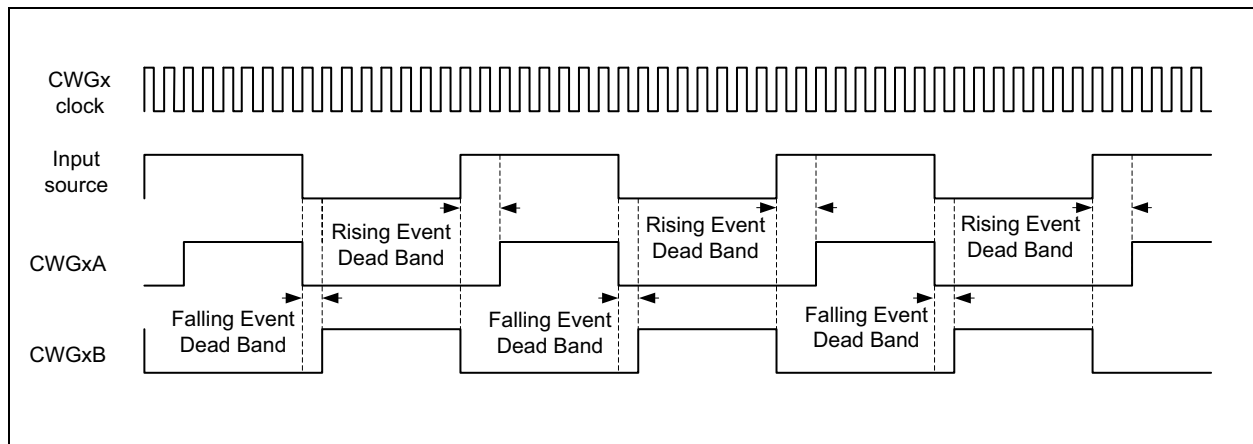 CWGx
clock
Input
source
Rising Event
Dead Band
Rising Event
Dead Band
Rising Event
Dead Band
CWGxA
Falling Event
Dead Band
Falling Event
Dead Band
Falling Event
Dead Band
CWGxB